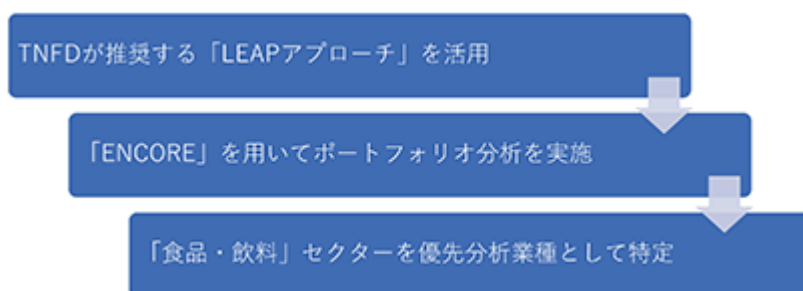 TNFDが推奨する「LEAPアプローチ」を活用
「ENCORE」を用いてポートフォリオ分析を実施
「食品・飲料」セクターを優先分析業種として特定